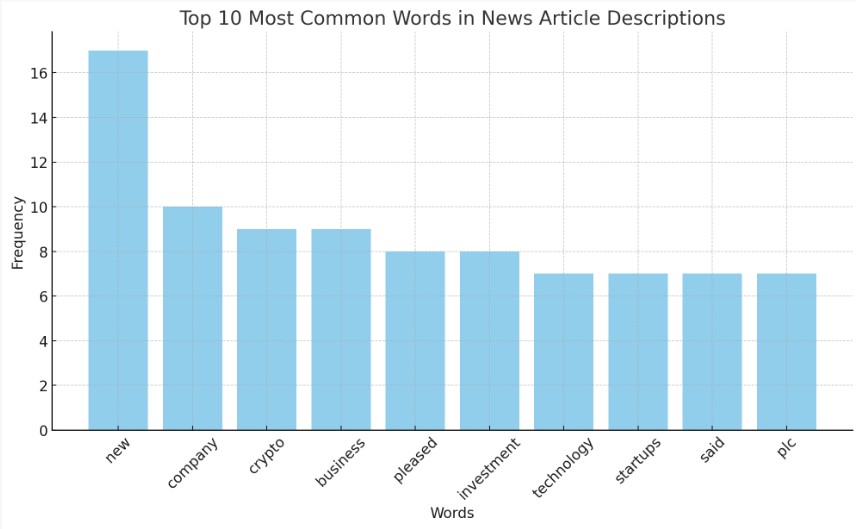 Top 10 Most Common Words in News Article Descriptions
16
14
12
10
8
6
4
2
0
Frequency
new
company
crypto
business
pleased
investment
technology
startups
said
plc
Words